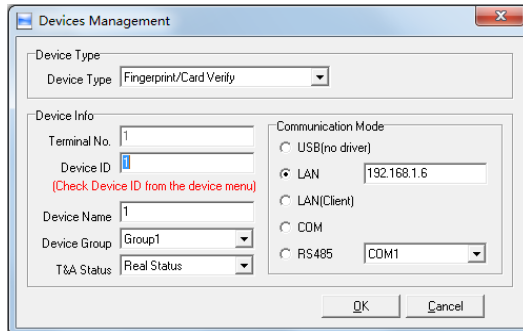 Devices Management
Device Type
Device Type Fingerprint/Card Verify
Device Info
Terminal No. 1
Device ID 1
(Check Device ID from the device menu)
Device Name 1
Device Group Group1
T&A Status Real Status
Communication Mode
USB(no driver)
LAN 192.168.1.6
LAN(Client)
COM
RS485 COM1
OK Cancel